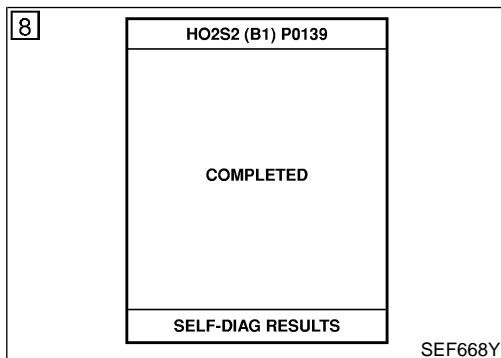 8
HO2S2 (B1) P0139
COMPLETED
SELF-DIAG RESULTS
SEF668Y